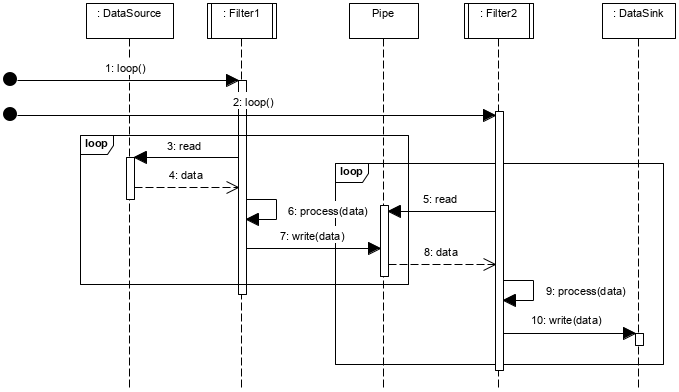 : DataSource
: Filter1
Pipe
: Filter2
: DataSink
1: loop()
2: loop()
loop
3: read
loop
4: data
5: read
6: process(data)
7: write(data)
8: data
9: process(data)
10: write(data)